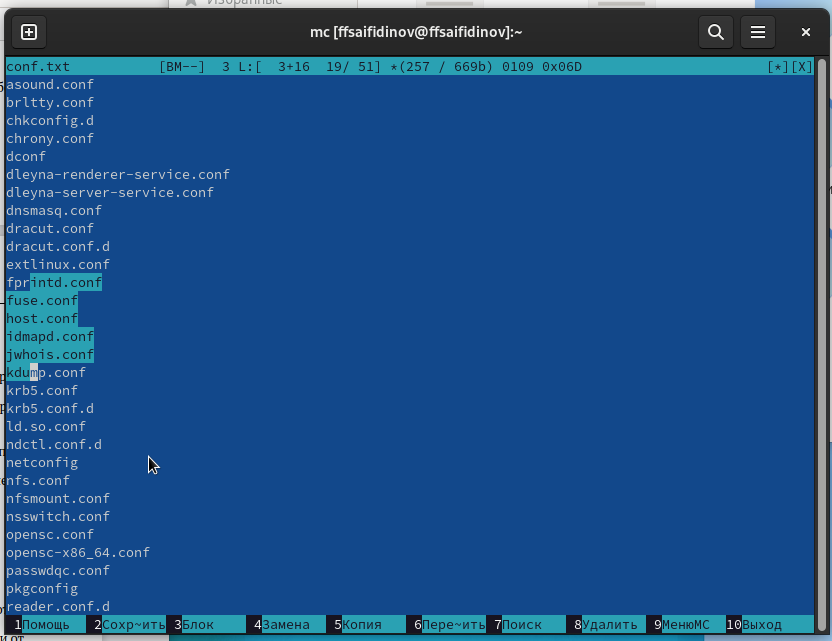 Избранные
mc [ffsaifidinov@ffsaifidinov]:~
conf.txt [BM--] 3 L:[ 3+16 19/ 51] *(257 / 669b) 0109 0x06D [*][X]
asound.conf
brltty.conf
chkconfig.d
chrony.conf
dconf
dleyna-renderer-service.conf
dleyna-server-service.conf
dnsmasq.conf
dracut.conf
dracut.conf.d
extlinux.conf
fprintd.conf
fuse.conf
host.conf
idmapd.conf
jwhois.conf
kdump.conf
krb5.conf
krb5.conf.d
ld.so.conf
ndctl.conf.d
netconfig
nfs.conf
nfsmount.conf
nsswitch.conf
opensc.conf
opensc-x86_64.conf
passwdqc.conf
pkgconfig
reader.conf.d
1Помощь 2Сохр~ить 3Блок 4Замена 5Копия 6Пере~ить 7Поиск 8Удалить 9МенюMC 10Выход